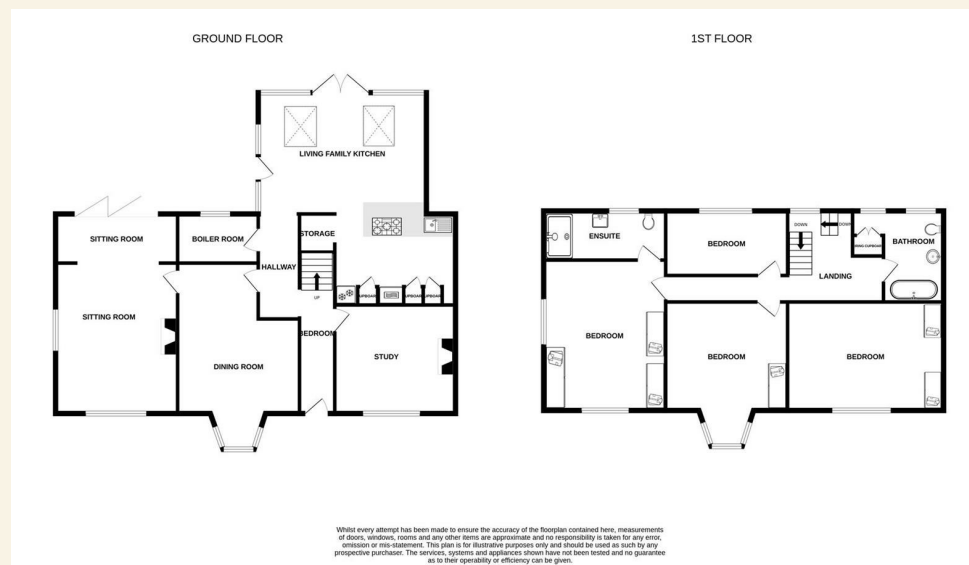 GROUND FLOOR
1ST FLOOR
LIVING FAMILY KITCHEN
SITTING ROOM
BOILER ROOM
STORAGE
HALLWAY
UP
SITTING ROOM
BEDROOM
DINING ROOM
STUDY
UPBOAR
UPBOAR
UPBOAR
ENSUITE
BEDROOM
DOWN
DOWN
BATHROOM
LANDING
BEDROOM
BEDROOM
BEDROOM
Whilst every attempt has been made to ensure the accuracy of the floorplan contained here, measurements
of doors, windows, rooms and any other items are approximate and no responsibility is taken for any error,
omission or mis-statement. This plan is for illustrative purposes only and should be used as such by any
prospective purchaser. The services, systems and appliances shown have not been tested and no guarantee
as to their operability or efficiency can be given.